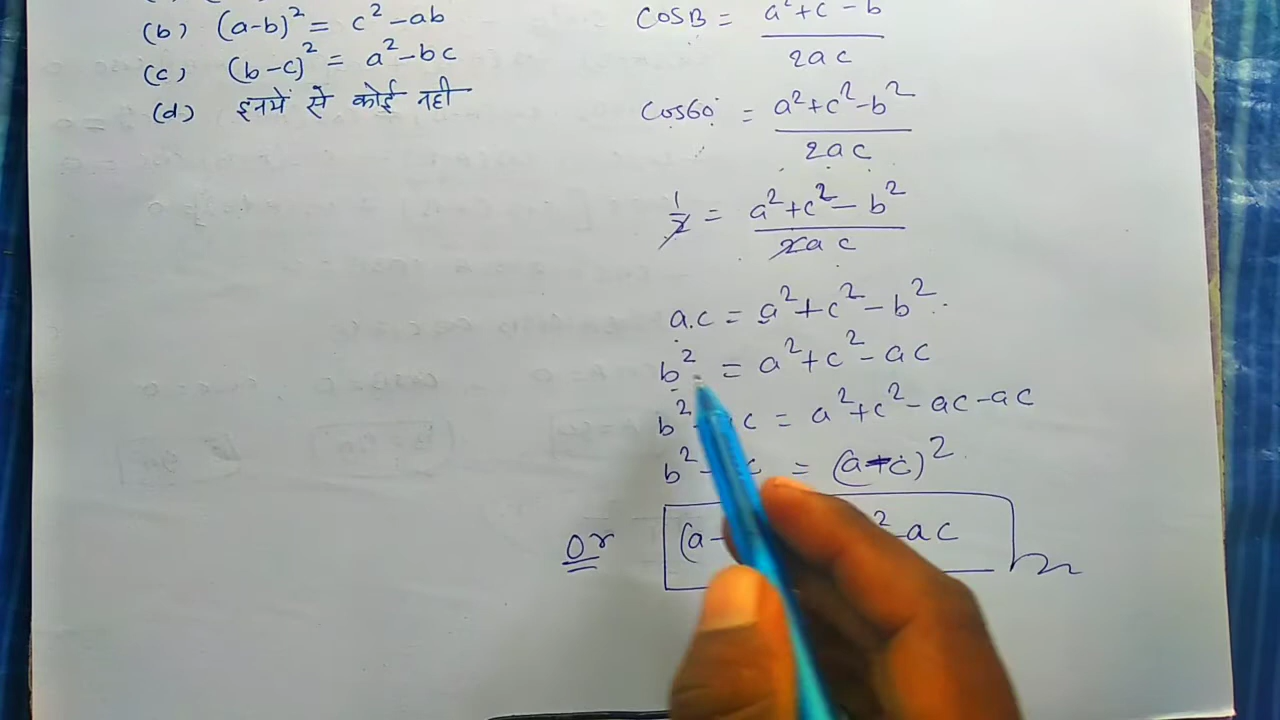 (b) (a-b)² = c² - ab
(c) (b-c)² = a² - bc
(d) इनमें से कोई नही
CosB = a²+c - b / 2ac
Cos60° = a²+c²-b² / 2ac
1/2 = a²+c²-b² / 2ac
a.c = a²+c²-b².
b² = a²+c²-ac
b² - c = a²+c²-ac-ac
b² - c = (a-c)²
Or (a- ² -ac